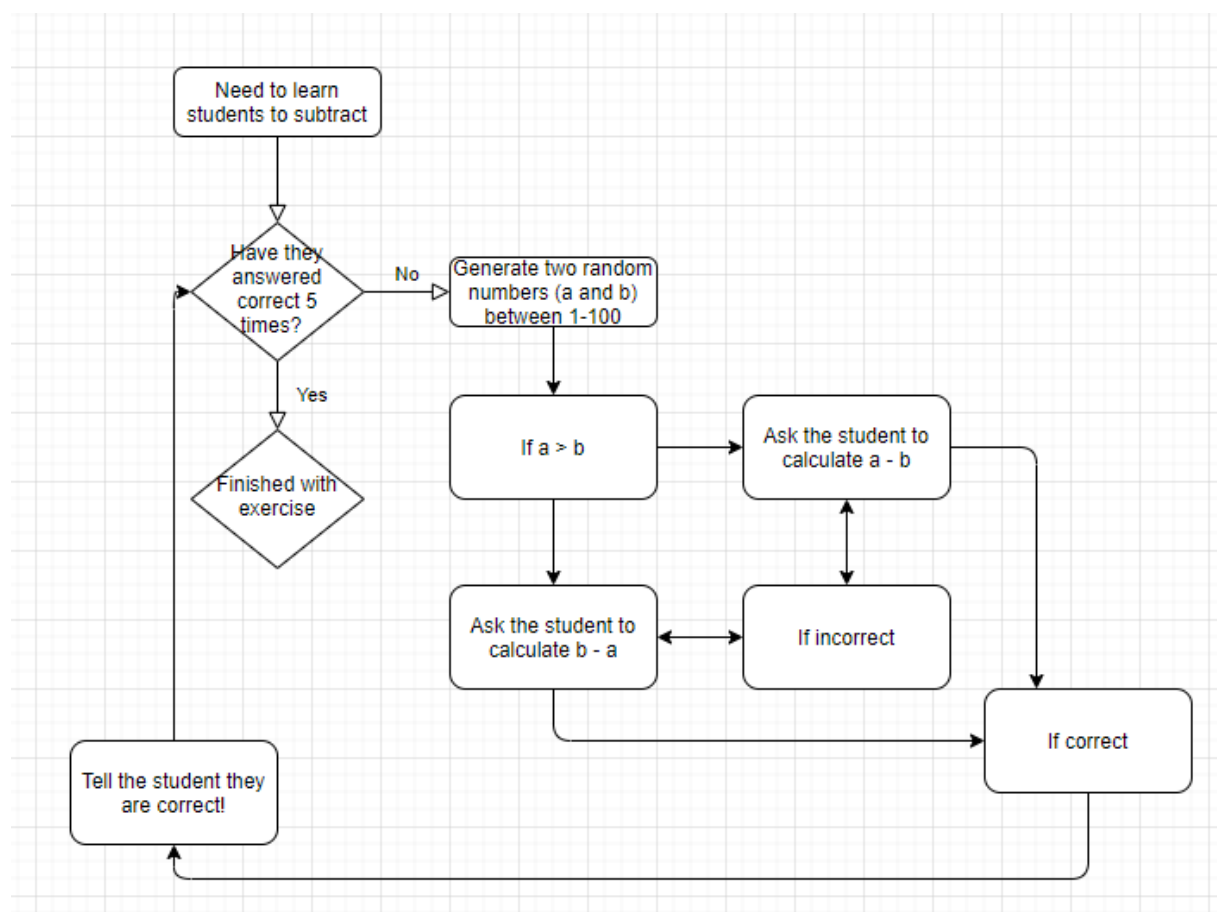 Need to learn
students to subtract
Have they
answered
correct 5
times?
No
Generate two random
numbers (a and b)
between 1-100
Yes
Finished with
exercise
If a > b
Ask the student to
calculate a - b
Ask the student to
calculate b - a
If incorrect
If correct
Tell the student they
are correct!